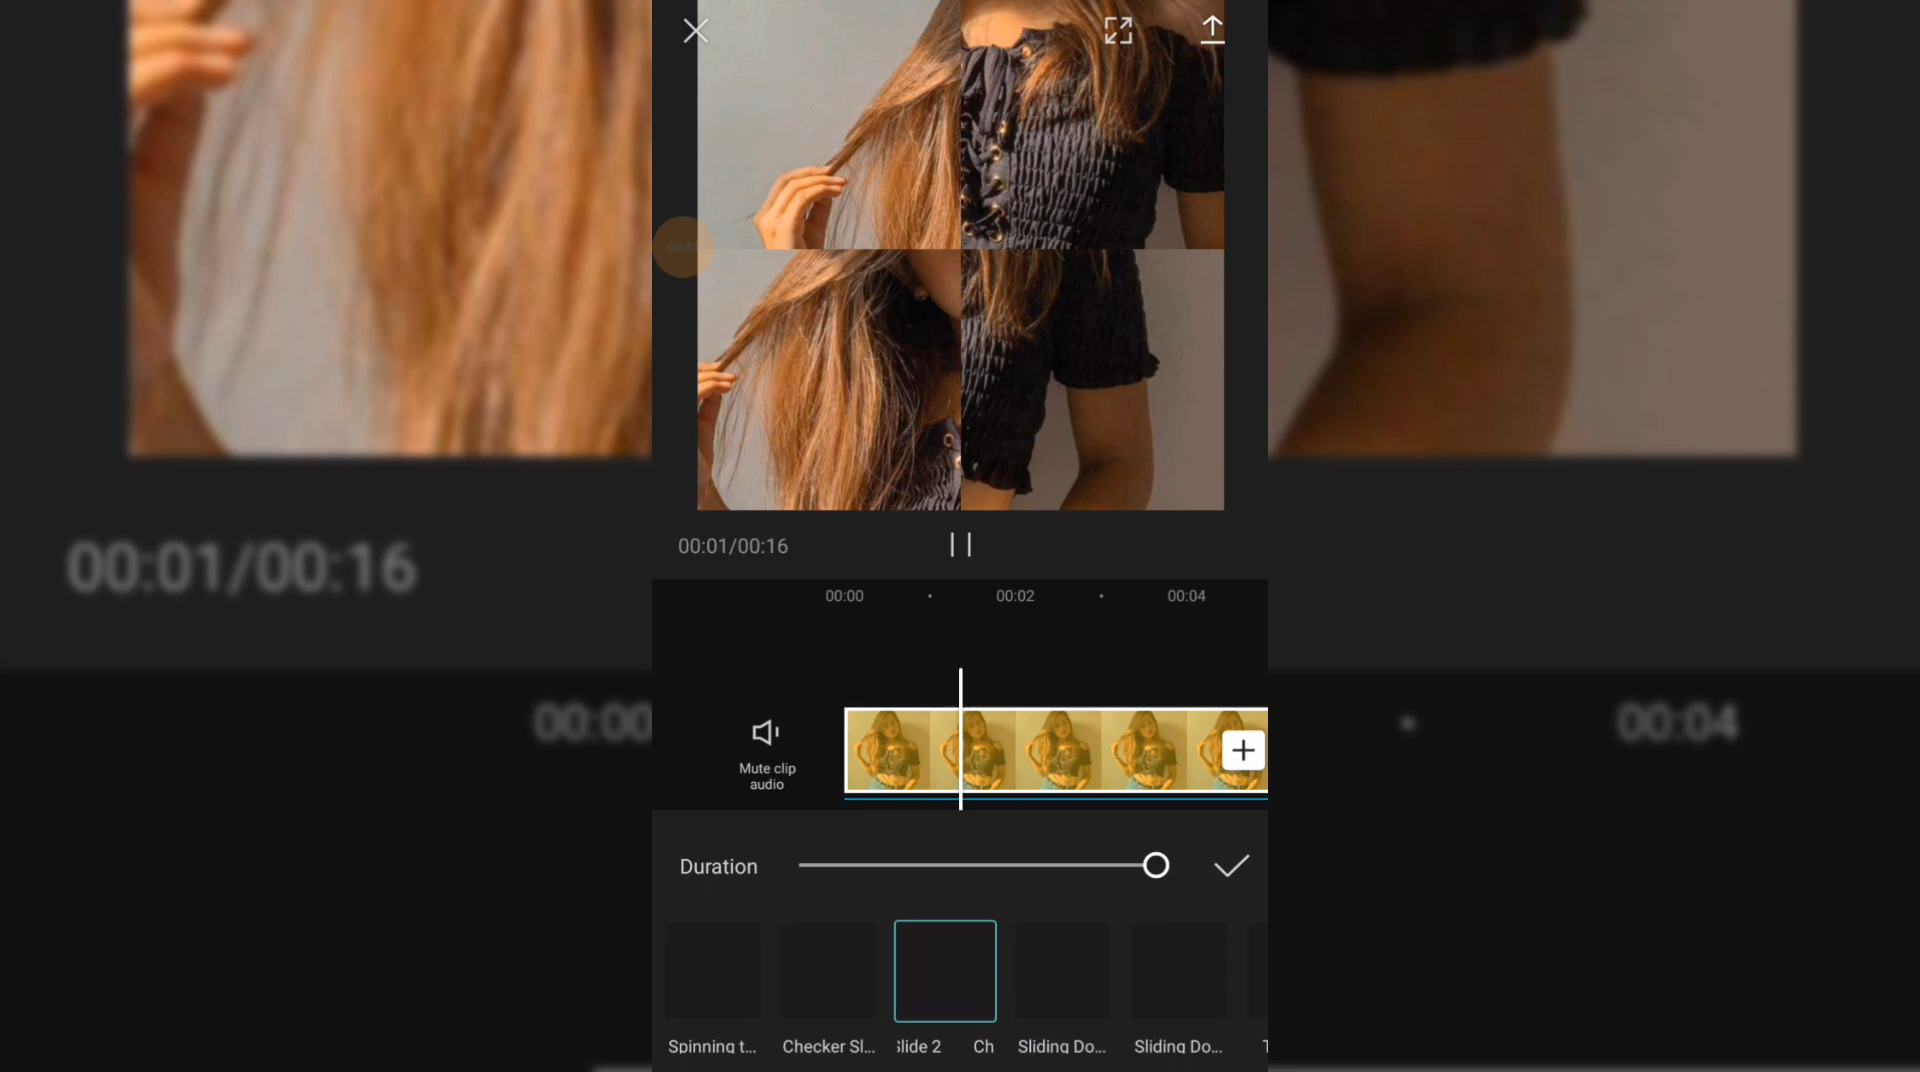 00:01/00:16
00:01/00:16
00:00 00:02 00:04
00:00
00:04
Mute clip
audio
Duration
Spinning t... Checker Sl... Slide 2 Ch Sliding Do... Sliding Do...